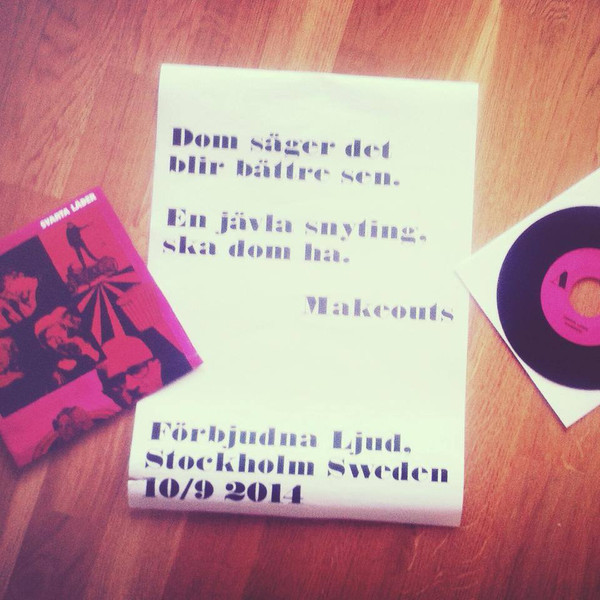 SVARTA LÄDER
Dom säger det
blir bättre sen.
En jävla snyting,
ska dom ha.
Makeouts
Förbjudna Ljud,
Stockholm Sweden
10/9 2014